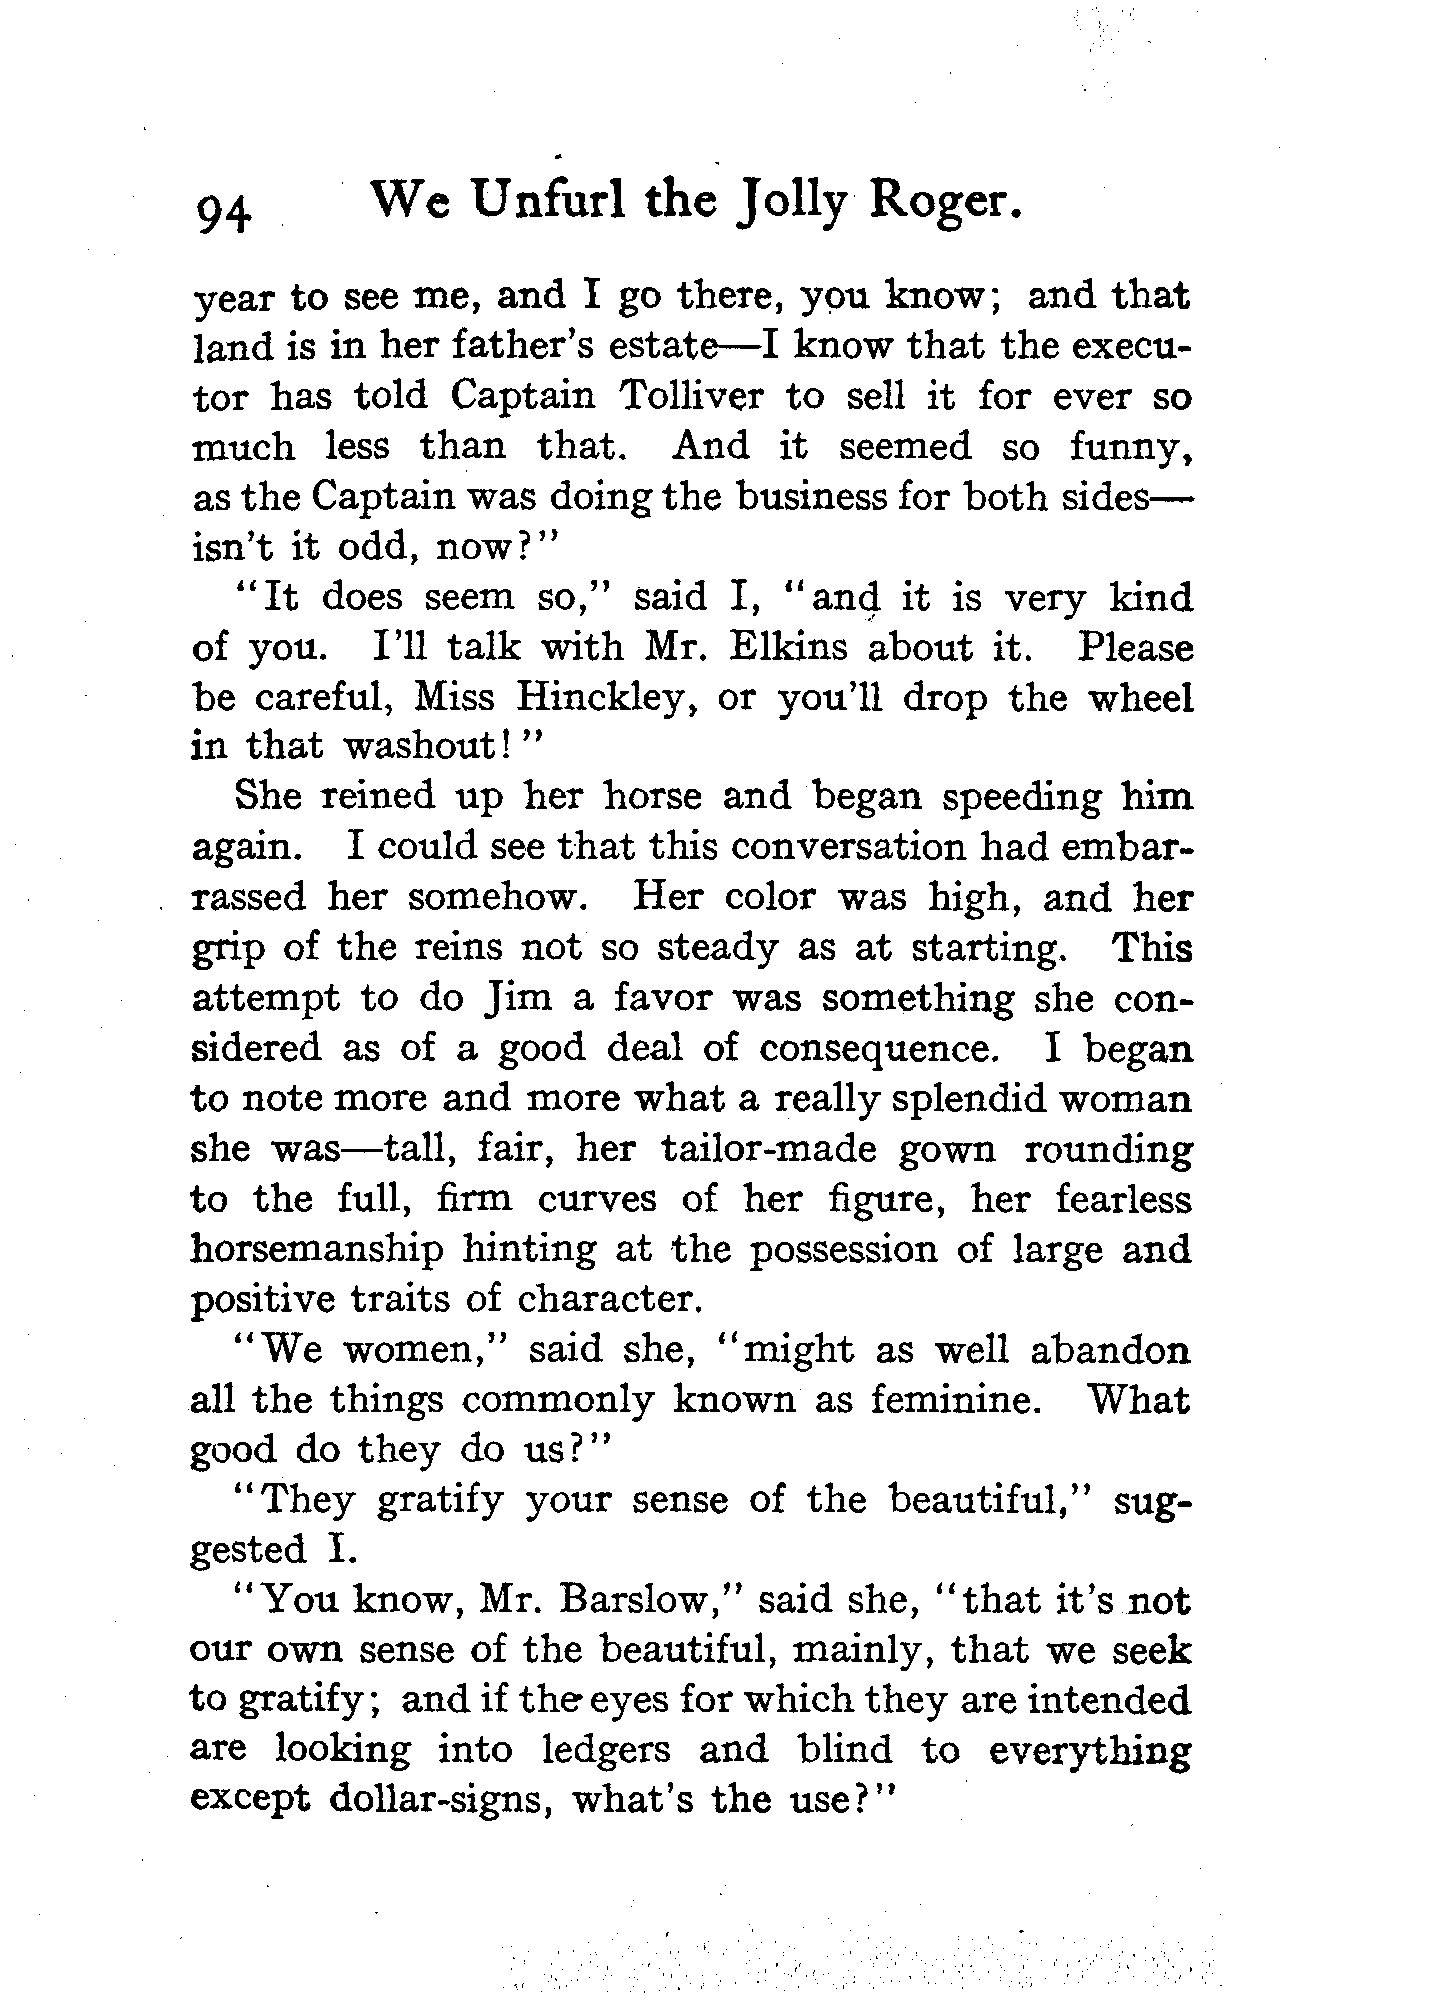 94 We Unfurl the Jolly Roger.
year to see me, and I go there, you know; and that
land is in her father's estate—I know that the execu-
tor has told Captain Tolliver to sell it for ever so
much less than that. And it seemed so funny,
as the Captain was doing the business for both sides—
isn't it odd, now?"
"It does seem so," said I, "and it is very kind
of you. I'll talk with Mr. Elkins about it. Please
be careful, Miss Hinckley, or you'll drop the wheel
in that washout!"
She reined up her horse and began speeding him
again. I could see that this conversation had embar-
rassed her somehow. Her color was high, and her
grip of the reins not so steady as at starting. This
attempt to do Jim a favor was something she con-
sidered as of a good deal of consequence. I began
to note more and more what a really splendid woman
she was—tall, fair, her tailor-made gown rounding
to the full, firm curves of her figure, her fearless
horsemanship hinting at the possession of large and
positive traits of character.
"We women," said she, "might as well abandon
all the things commonly known as feminine. What
good do they do us?"
"They gratify your sense of the beautiful," sug-
gested I.
"You know, Mr. Barslow," said she, "that it's not
our own sense of the beautiful, mainly, that we seek
to gratify; and if the eyes for which they are intended
are looking into ledgers and blind to everything
except dollar-signs, what's the use?"